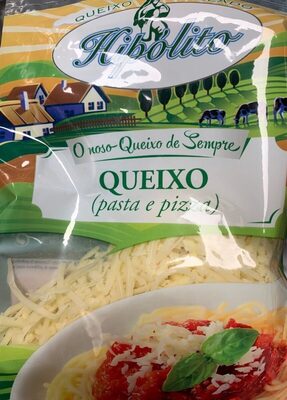 QUEIXO
Hibolito
O noso Queixo de Sempre
QUEIXO
(pasta e pizza)